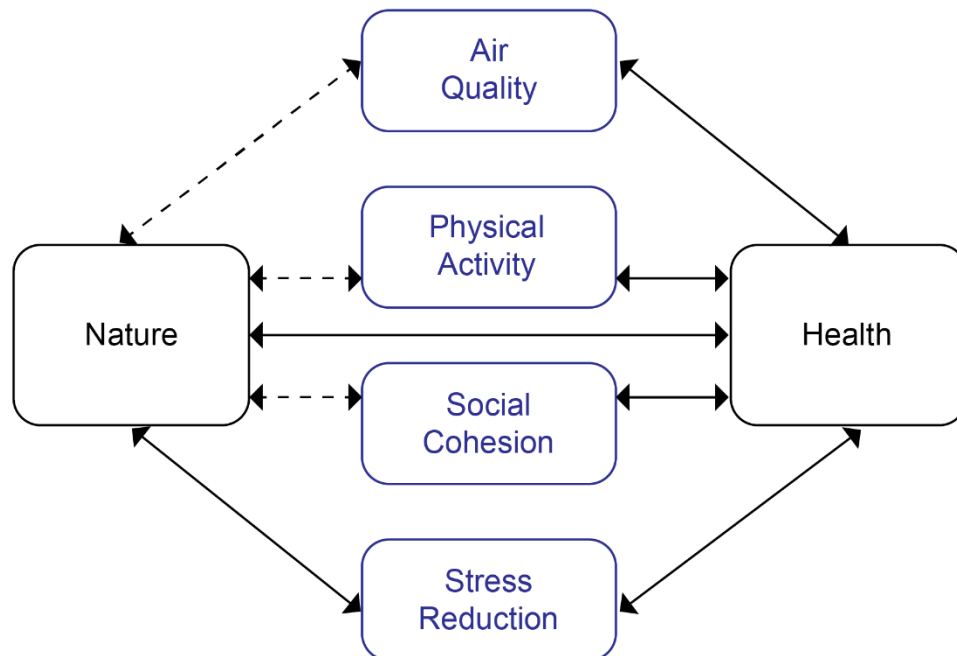 Air
Quality
Physical
Activity
Nature
Health
Social
Cohesion
Stress
Reduction